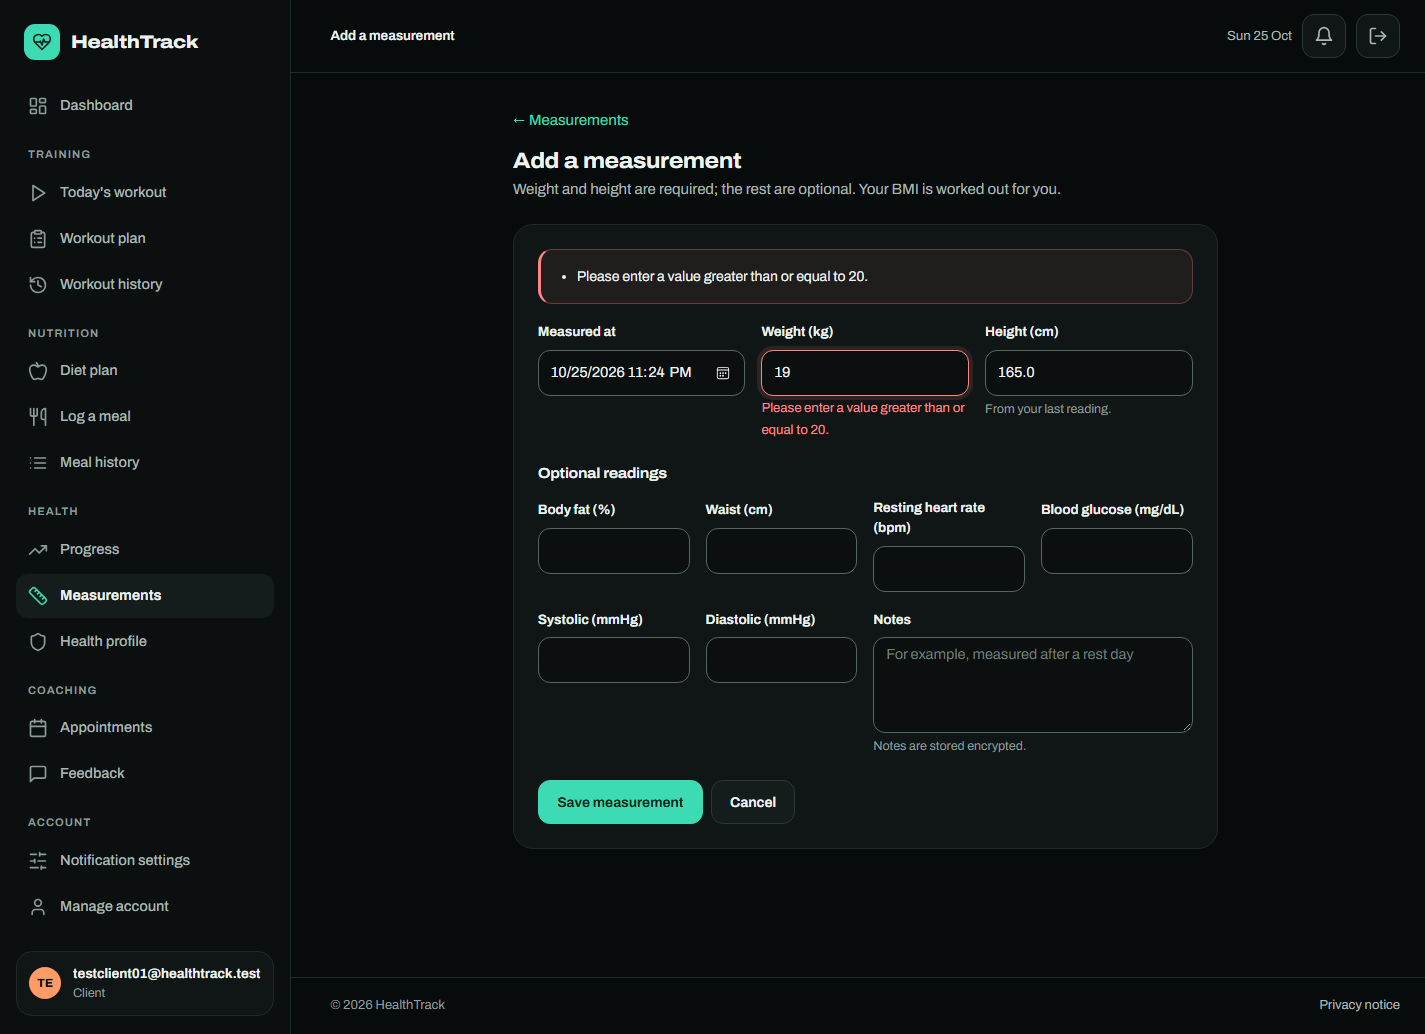 HealthTrack
Dashboard
TRAINING
Today's workout
Workout plan
Workout history
NUTRITION
Diet plan
Log a meal
Meal history
HEALTH
Progress
Measurements
Health profile
COACHING
Appointments
Feedback
ACCOUNT
Notification settings
Manage account
TE
testclient01@healthtrack.test
Client
Add a measurement
Sun 25 Oct
← Measurements
Add a measurement
Weight and height are required; the rest are optional. Your BMI is worked out for you.
• Please enter a value greater than or equal to 20.
Measured at
10/25/2026 11:24 PM
Weight (kg)
19
Please enter a value greater than or
equal to 20.
Height (cm)
165.0
From your last reading.
Optional readings
Body fat (%)
Waist (cm)
Resting heart rate
(bpm)
Blood glucose (mg/dL)
Systolic (mmHg)
Diastolic (mmHg)
Notes
For example, measured after a rest day
Notes are stored encrypted.
Save measurement
Cancel
© 2026 HealthTrack
Privacy notice